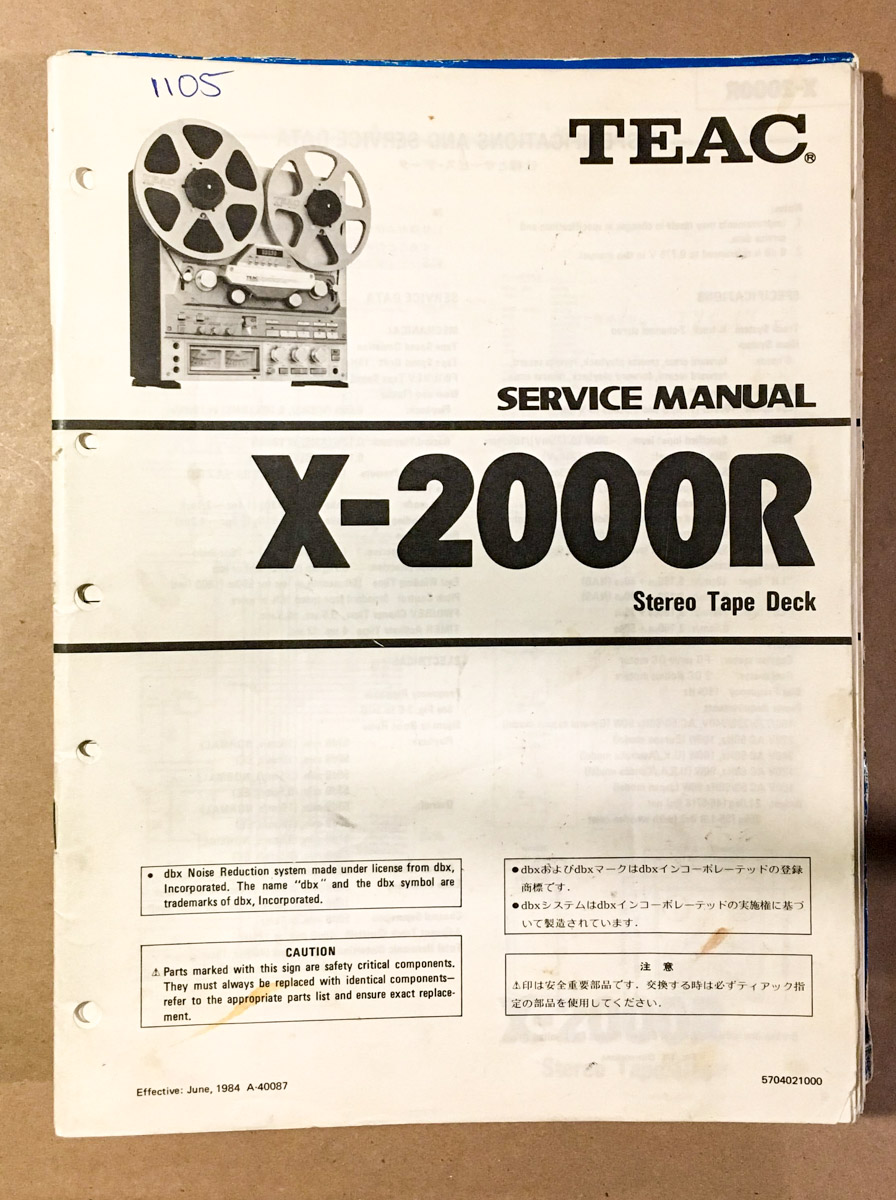 1105
TEAC®
TEAC
SERVICE MANUAL
X-2000R
Stereo Tape Deck
• dbx Noise Reduction system made under license from dbx,
Incorporated. The name "dbx" and the dbx symbol are
trademarks of dbx, Incorporated.
●dbxおよびdbxマークはdbxインコーポレーテッドの登録
商標です.
●dbxシステムはdbxインコーポレーテッドの実施権に基づ
いて製造されています.
CAUTION
⚠ Parts marked with this sign are safety critical components.
They must always be replaced with identical components—
refer to the appropriate parts list and ensure exact replace-
ment.
注 意
⚠印は安全重要部品です. 交換する時は必ずティアック指
定の部品を使用してください.
Effective: June, 1984 A-40087
5704021000